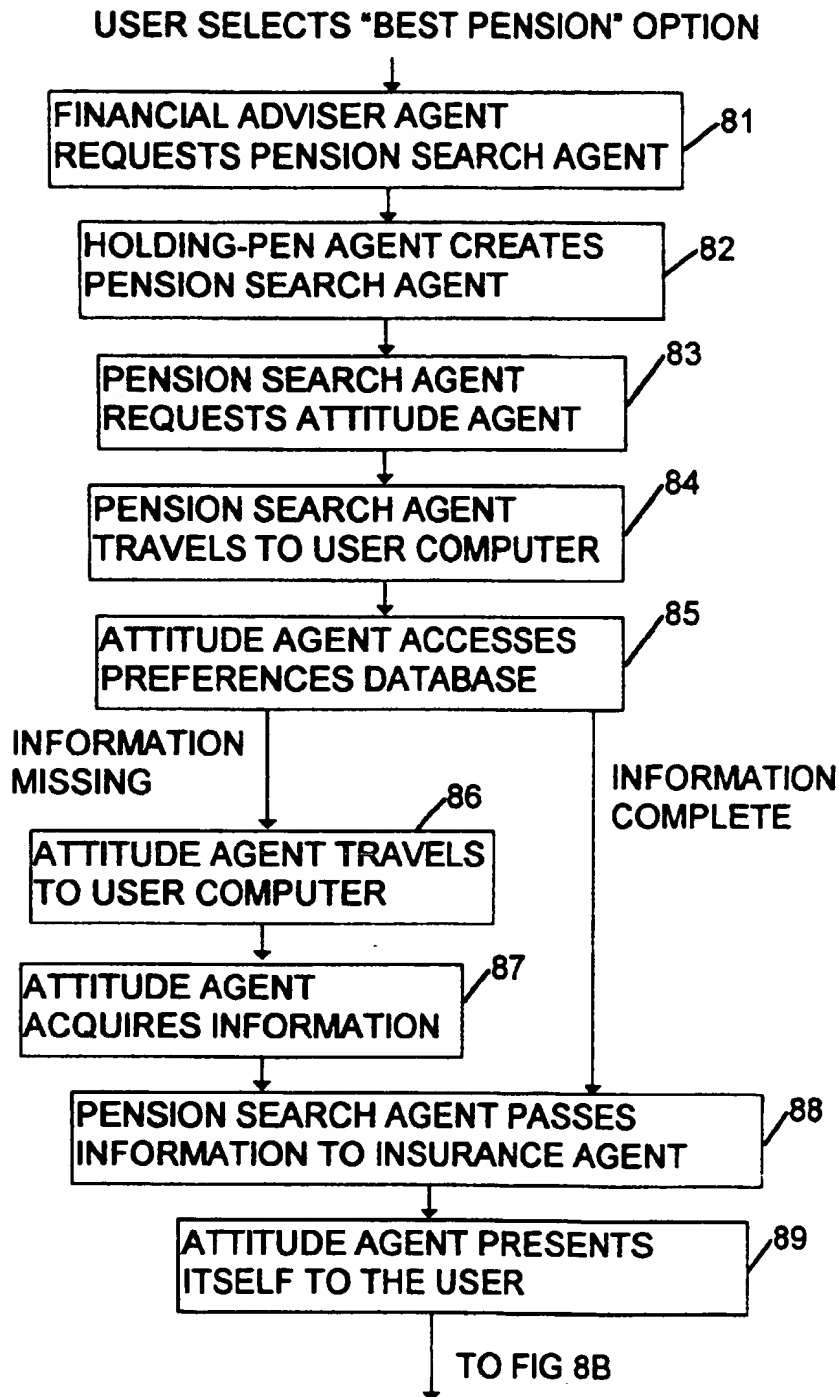 USER SELECTS "BEST PENSION" OPTION
FINANCIAL ADVISER AGENT
REQUESTS PENSION SEARCH AGENT
81
HOLDING-PEN AGENT CREATES
PENSION SEARCH AGENT
82
PENSION SEARCH AGENT
REQUESTS ATTITUDE AGENT
83
PENSION SEARCH AGENT
TRAVELS TO USER COMPUTER
84
ATTITUDE AGENT ACCESSES
PREFERENCES DATABASE
85
INFORMATION
MISSING
INFORMATION
COMPLETE
86
ATTITUDE AGENT TRAVELS
TO USER COMPUTER
87
ATTITUDE AGENT
ACQUIRES INFORMATION
PENSION SEARCH AGENT PASSES
INFORMATION TO INSURANCE AGENT
88
ATTITUDE AGENT PRESENTS
ITSELF TO THE USER
89
TO FIG 8B